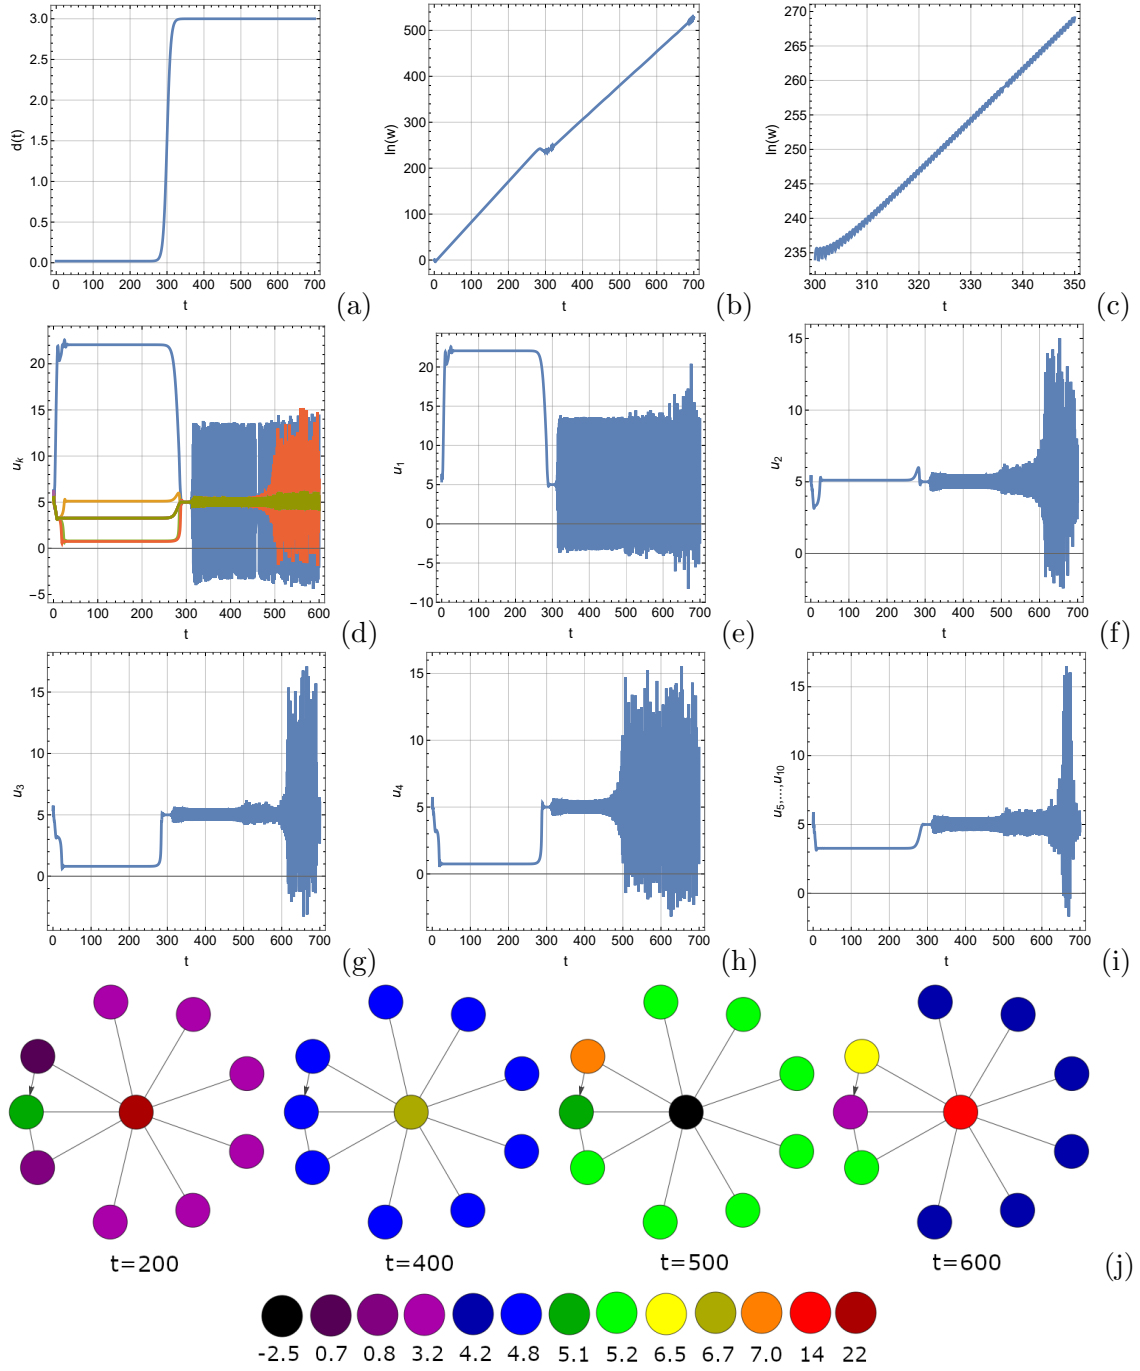 3.0
2.5
2.0
1.5
1.0
0.5
0.0
d(t)
0 100 200 300 400 500 600 700
t
(a)
500
400
300
200
100
0
ln(w)
0 100 200 300 400 500 600 700
t
(b)
270
265
260
255
250
245
240
235
ln(w)
300 310 320 330 340 350
t
(c)
20
15
10
5
0
-5
u_k
0 100 200 300 400 500 600
t
(d)
20
15
10
5
0
-5
-10
u_1
0 100 200 300 400 500 600 700
t
(e)
15
10
5
0
u_2
0 100 200 300 400 500 600 700
t
(f)
15
10
5
0
u_3
0 100 200 300 400 500 600 700
t
(g)
15
10
5
0
u_4
0 100 200 300 400 500 600 700
t
(h)
15
10
5
0
u_5,...,u_10
0 100 200 300 400 500 600 700
t
(i)
t=200 t=400 t=500 t=600
(j)
-2.5 0.7 0.8 3.2 4.2 4.8 5.1 5.2 6.5 6.7 7.0 14 22